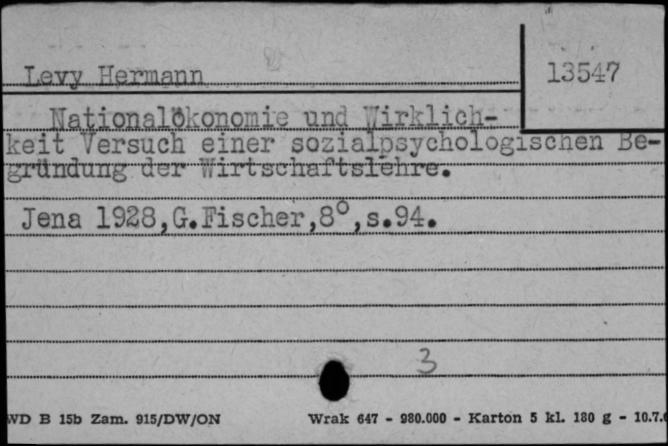 Levy Hermann
13547
Nationalökonomie und Wirklich-
keit Versuch einer sozialpsychologischen Be-
gründung der Wirtschaftslehre.
Jena 1928,G.Fischer,8°,s.94.
3
WD B 15b Zam. 915/DW/ON
Wrak 647 - 980.000 - Karton 5 kl. 180 g - 10.7.